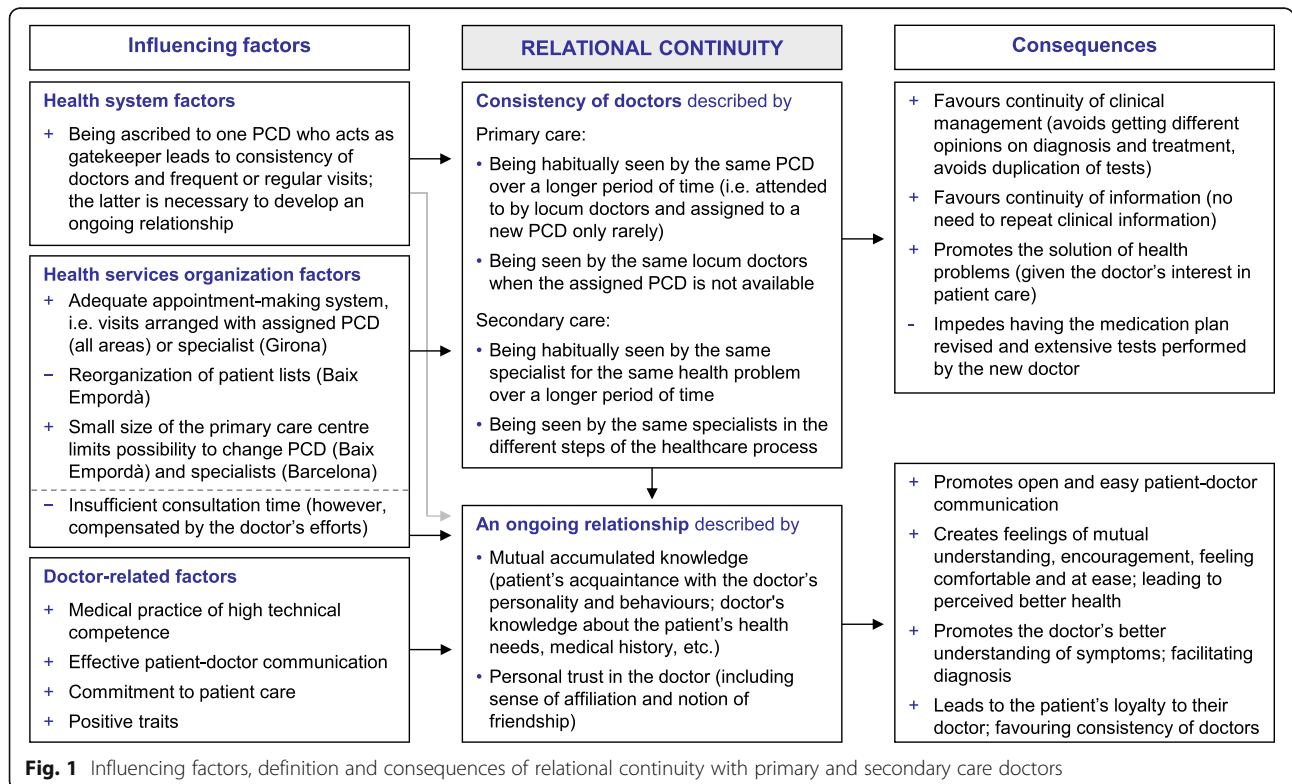 Influencing factors
Health system factors
+ Being ascribed to one PCD who acts as
gatekeeper leads to consistency of
doctors and frequent or regular visits;
the latter is necessary to develop an
ongoing relationship
Health services organization factors
+ Adequate appointment-making system,
i.e. visits arranged with assigned PCD
(all areas) or specialist (Girona)
− Reorganization of patient lists (Baix
Empordà)
+ Small size of the primary care centre
limits possibility to change PCD (Baix
Empordà) and specialists (Barcelona)
− Insufficient consultation time (however,
compensated by the doctor's efforts)
Doctor-related factors
+ Medical practice of high technical
competence
+ Effective patient-doctor communication
+ Commitment to patient care
+ Positive traits
RELATIONAL CONTINUITY
Consistency of doctors described by
Primary care:
• Being habitually seen by the same PCD
over a longer period of time (i.e. attended
to by locum doctors and assigned to a
new PCD only rarely)
• Being seen by the same locum doctors
when the assigned PCD is not available
Secondary care:
• Being habitually seen by the same
specialist for the same health problem
over a longer period of time
• Being seen by the same specialists in the
different steps of the healthcare process
An ongoing relationship described by
• Mutual accumulated knowledge
(patient's acquaintance with the doctor's
personality and behaviours; doctor's
knowledge about the patient's health
needs, medical history, etc.)
• Personal trust in the doctor (including
sense of affiliation and notion of
friendship)
Consequences
+ Favours continuity of clinical
management (avoids getting different
opinions on diagnosis and treatment,
avoids duplication of tests)
+ Favours continuity of information (no
need to repeat clinical information)
+ Promotes the solution of health
problems (given the doctor's interest in
patient care)
- Impedes having the medication plan
revised and extensive tests performed
by the new doctor
+ Promotes open and easy patient-doctor
communication
+ Creates feelings of mutual
understanding, encouragement, feeling
comfortable and at ease; leading to
perceived better health
+ Promotes the doctor's better
understanding of symptoms; facilitating
diagnosis
+ Leads to the patient's loyalty to their
doctor; favouring consistency of doctors
Fig. 1 Influencing factors, definition and consequences of relational continuity with primary and secondary care doctors